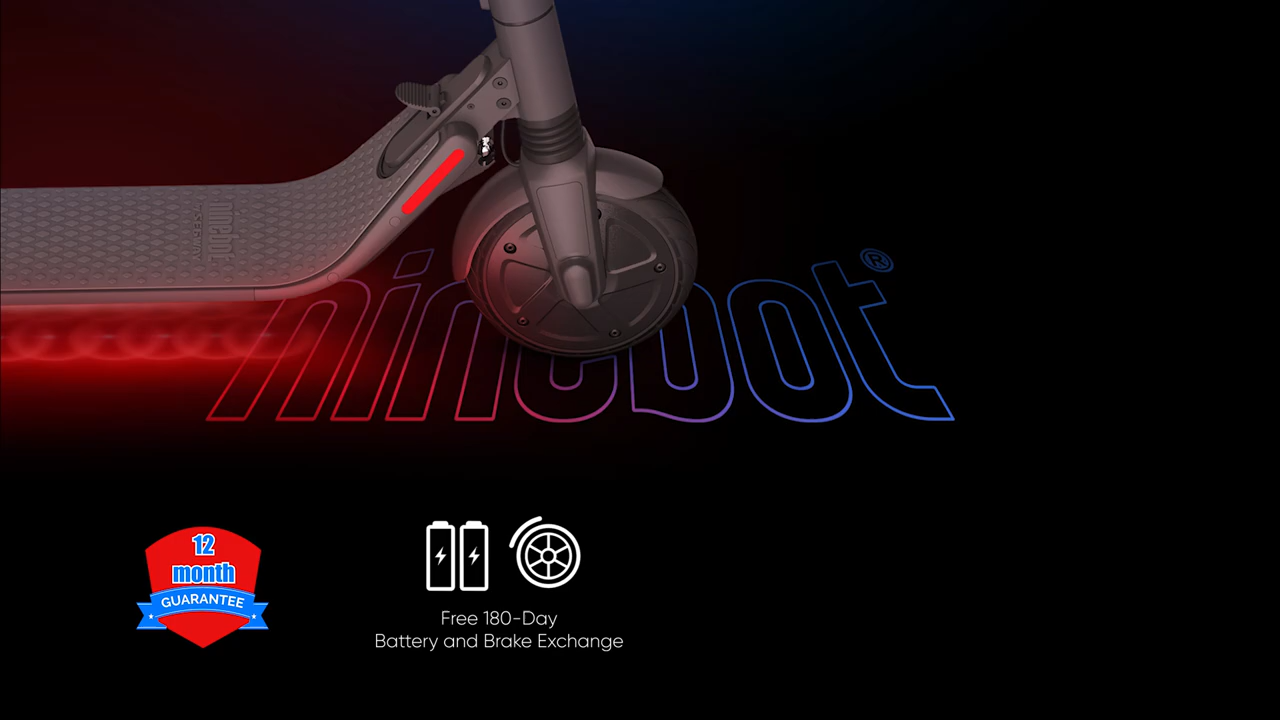 ninebot®
12
month
GUARANTEE
Free 180-Day
Battery and Brake Exchange